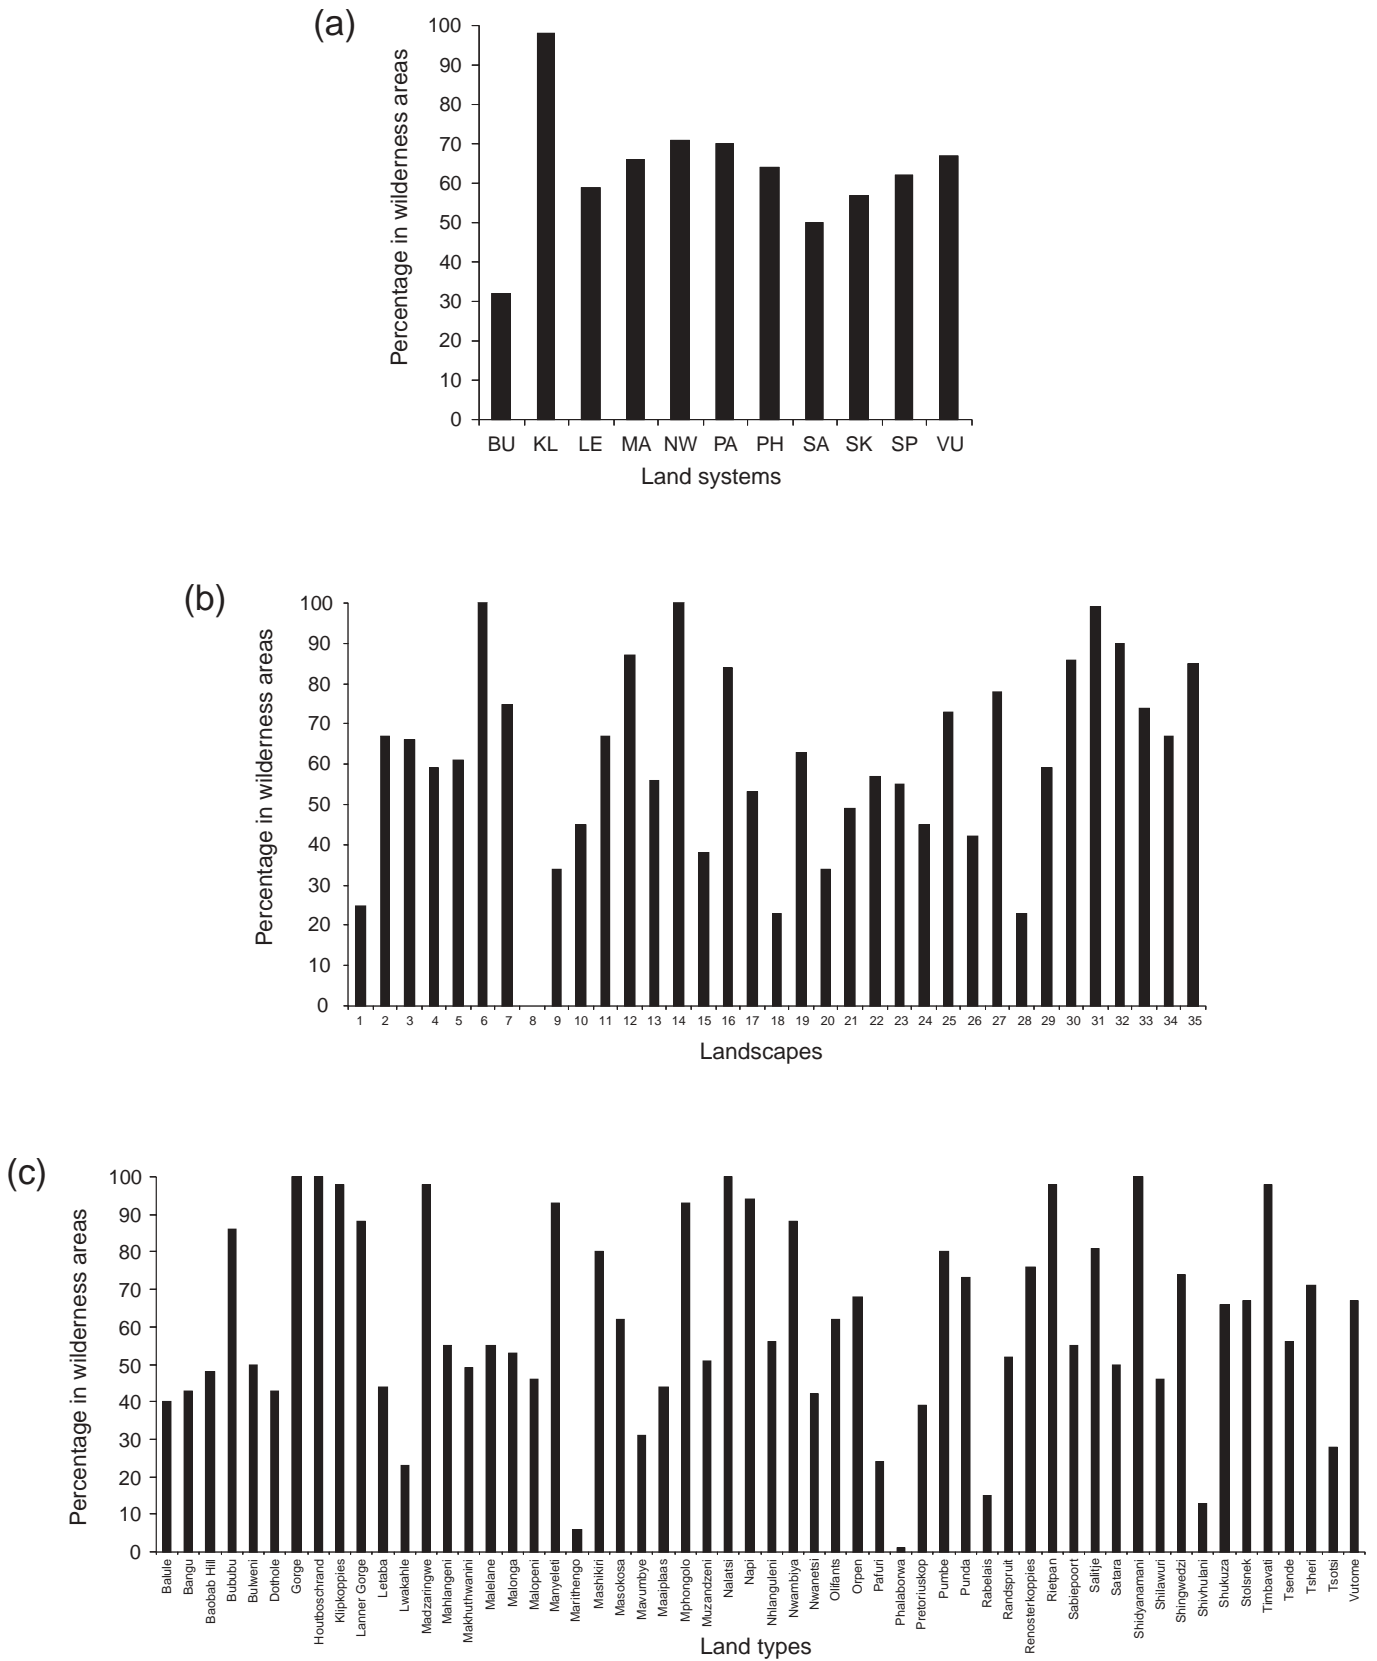 (a)
Percentage in wilderness areas
100
90
80
70
60
50
40
30
20
10
0
BU KL LE MA NW PA PH SA SK SP VU
Land systems
(b)
Percentage in wilderness areas
100
90
80
70
60
50
40
30
20
10
0
1 2 3 4 5 6 7 8 9 10 11 12 13 14 15 16 17 18 19 20 21 22 23 24 25 26 27 28 29 30 31 32 33 34 35
Landscapes
(c)
Percentage in wilderness areas
100
90
80
70
60
50
40
30
20
10
0
Balule
Bangu
Baobab Hill
Bububu
Bulweni
Dothole
Gorge
Houtboschrand
Klipkoppies
Lanner Gorge
Letaba
Lwakahle
Madzaringwe
Mahlangeni
Makhuthwanini
Malelane
Malonga
Malopeni
Manyeleti
Marithengo
Mashikiri
Masokosa
Mavumbye
Maaiplaas
Mphongolo
Muzandzeni
Nalatsi
Napi
Nhlanguleni
Nwambiya
Nwanetsi
Olifants
Orpen
Pafuri
Phalaborwa
Pretoriuskop
Pumbe
Punda
Rabelais
Randspruit
Renosterkoppies
Rietpan
Sabiepoort
Salitje
Satara
Shidyanamani
Shilawuri
Shingwedzi
Shivhulani
Shukuza
Stolsnek
Timbavati
Tsende
Tsheri
Tsotsi
Vutome
Land types